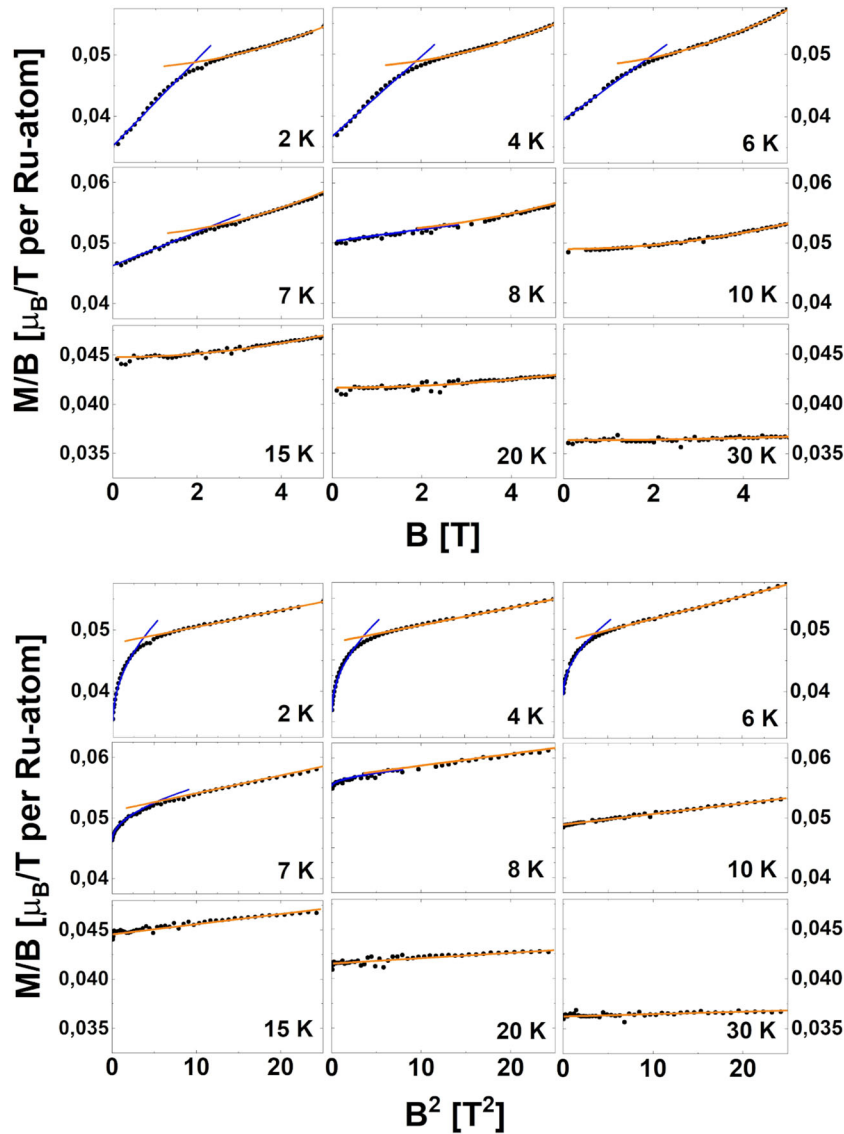 M/B [μB/T per Ru-atom]
0,05
0,04
2 K
4 K
6 K
0,05
0,04
0,06
0,05
0,04
7 K
8 K
10 K
0,06
0,05
0,04
0,045
0,040
0,035
15 K
20 K
30 K
0,045
0,040
0,035
0 2 4 0 2 4 0 2 4
B [T]
M/B [μB/T per Ru-atom]
0,05
0,04
2 K
4 K
6 K
0,05
0,04
0,06
0,05
0,04
7 K
8 K
10 K
0,06
0,05
0,04
0,045
0,040
0,035
15 K
20 K
30 K
0,045
0,040
0,035
0 10 20 0 10 20 0 10 20
B² [T²]